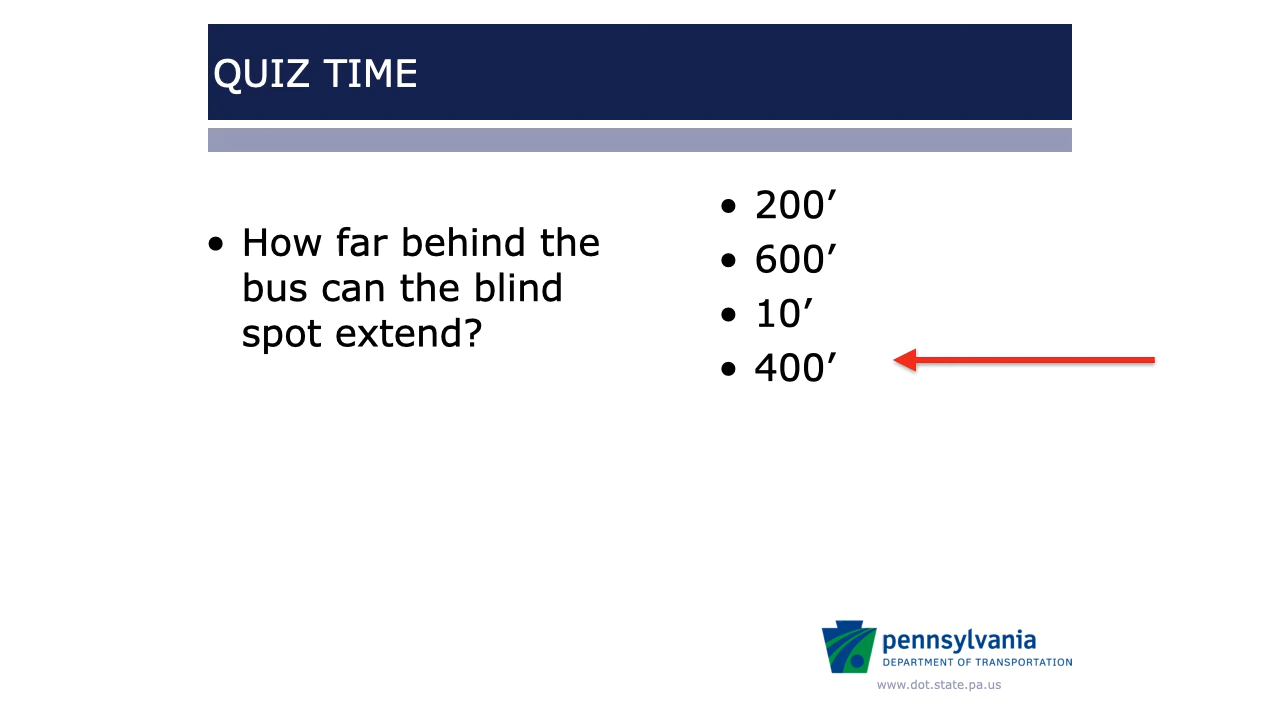 QUIZ TIME
• How far behind the
bus can the blind
spot extend?
• 200’
• 600’
• 10’
• 400’
pennsylvania
DEPARTMENT OF TRANSPORTATION
www.dot.state.pa.us